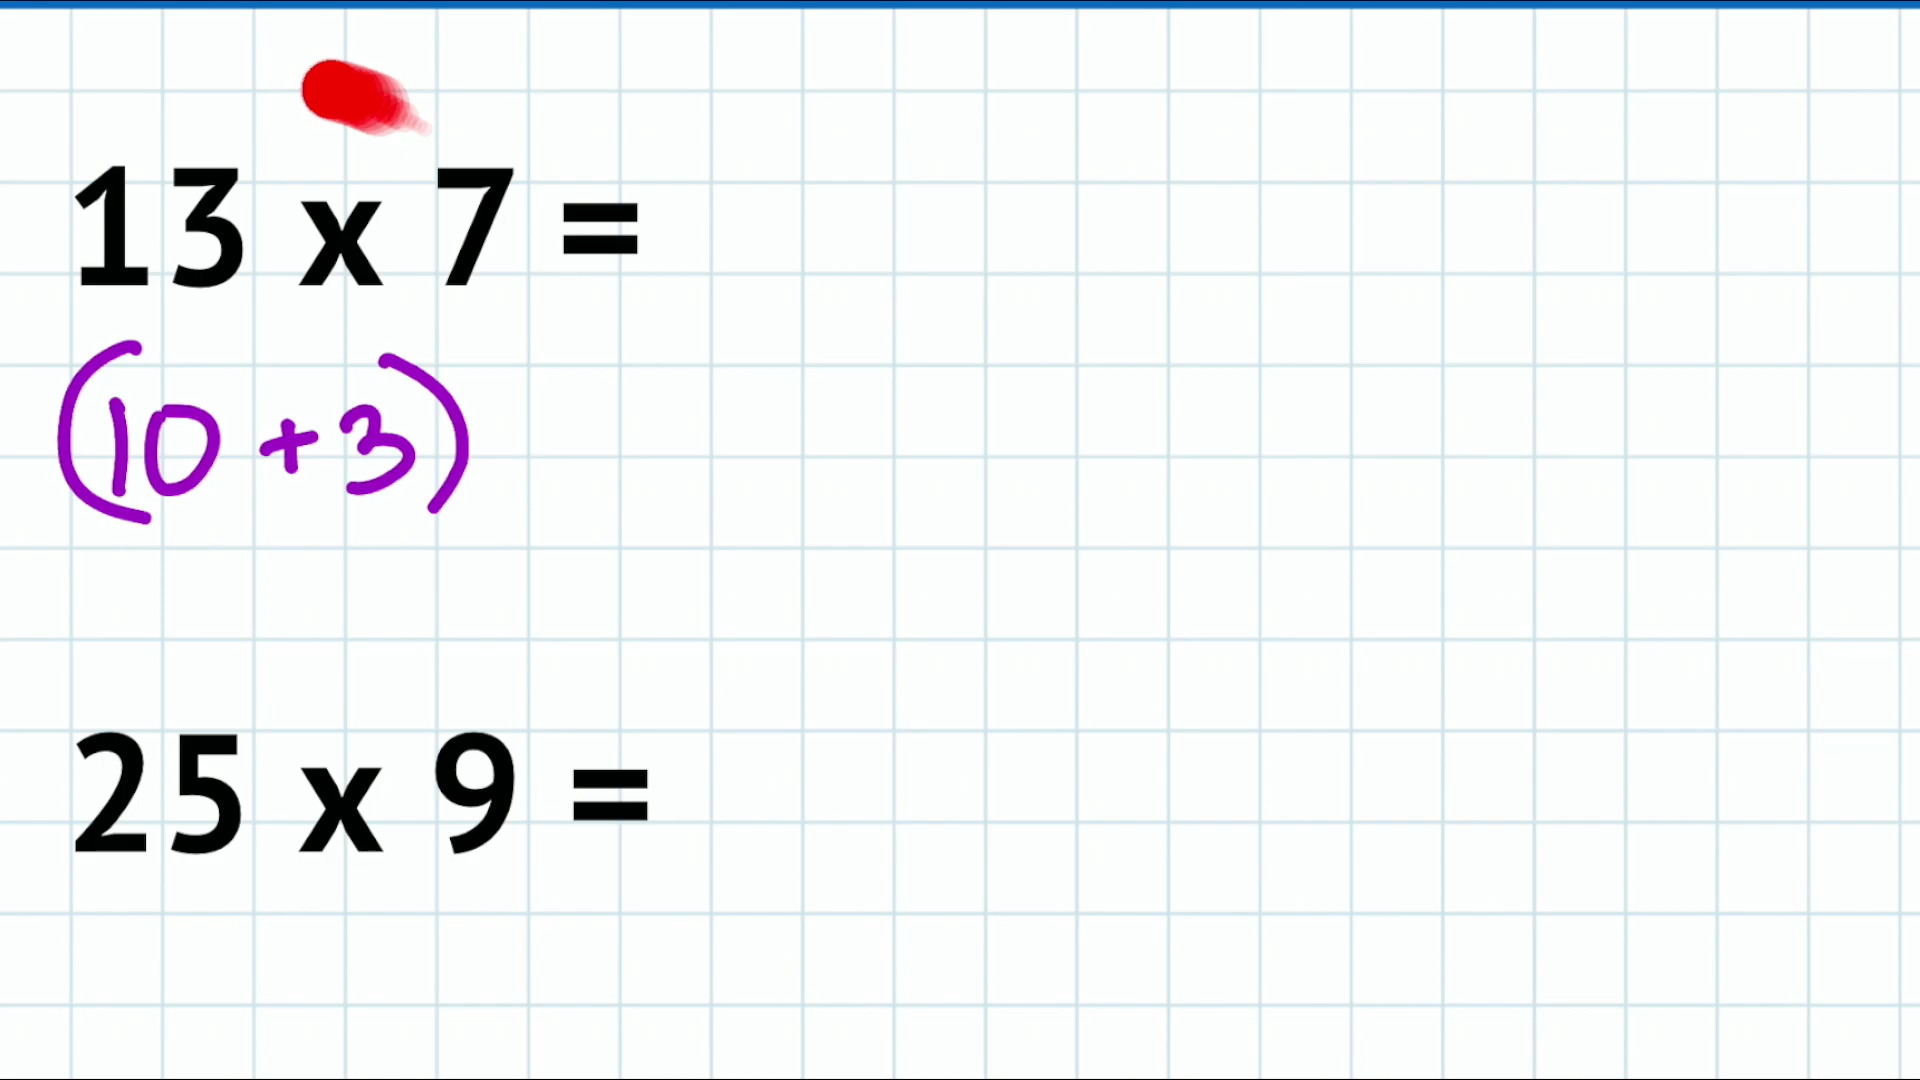 13 x 7 =
(10 + 3)
25 x 9 =